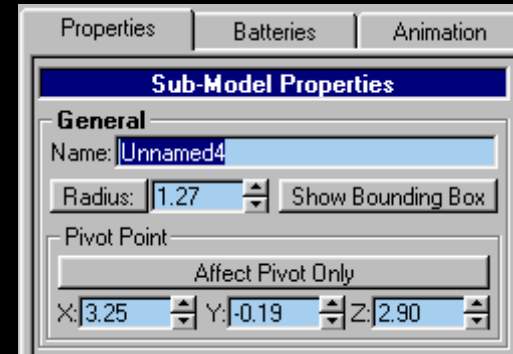 Properties Batteries Animation
Sub-Model Properties
General
Name: Unnamed4
Radius: 1.27 Show Bounding Box
Pivot Point
Affect Pivot Only
X: 3.25 Y: -0.19 Z: 2.90